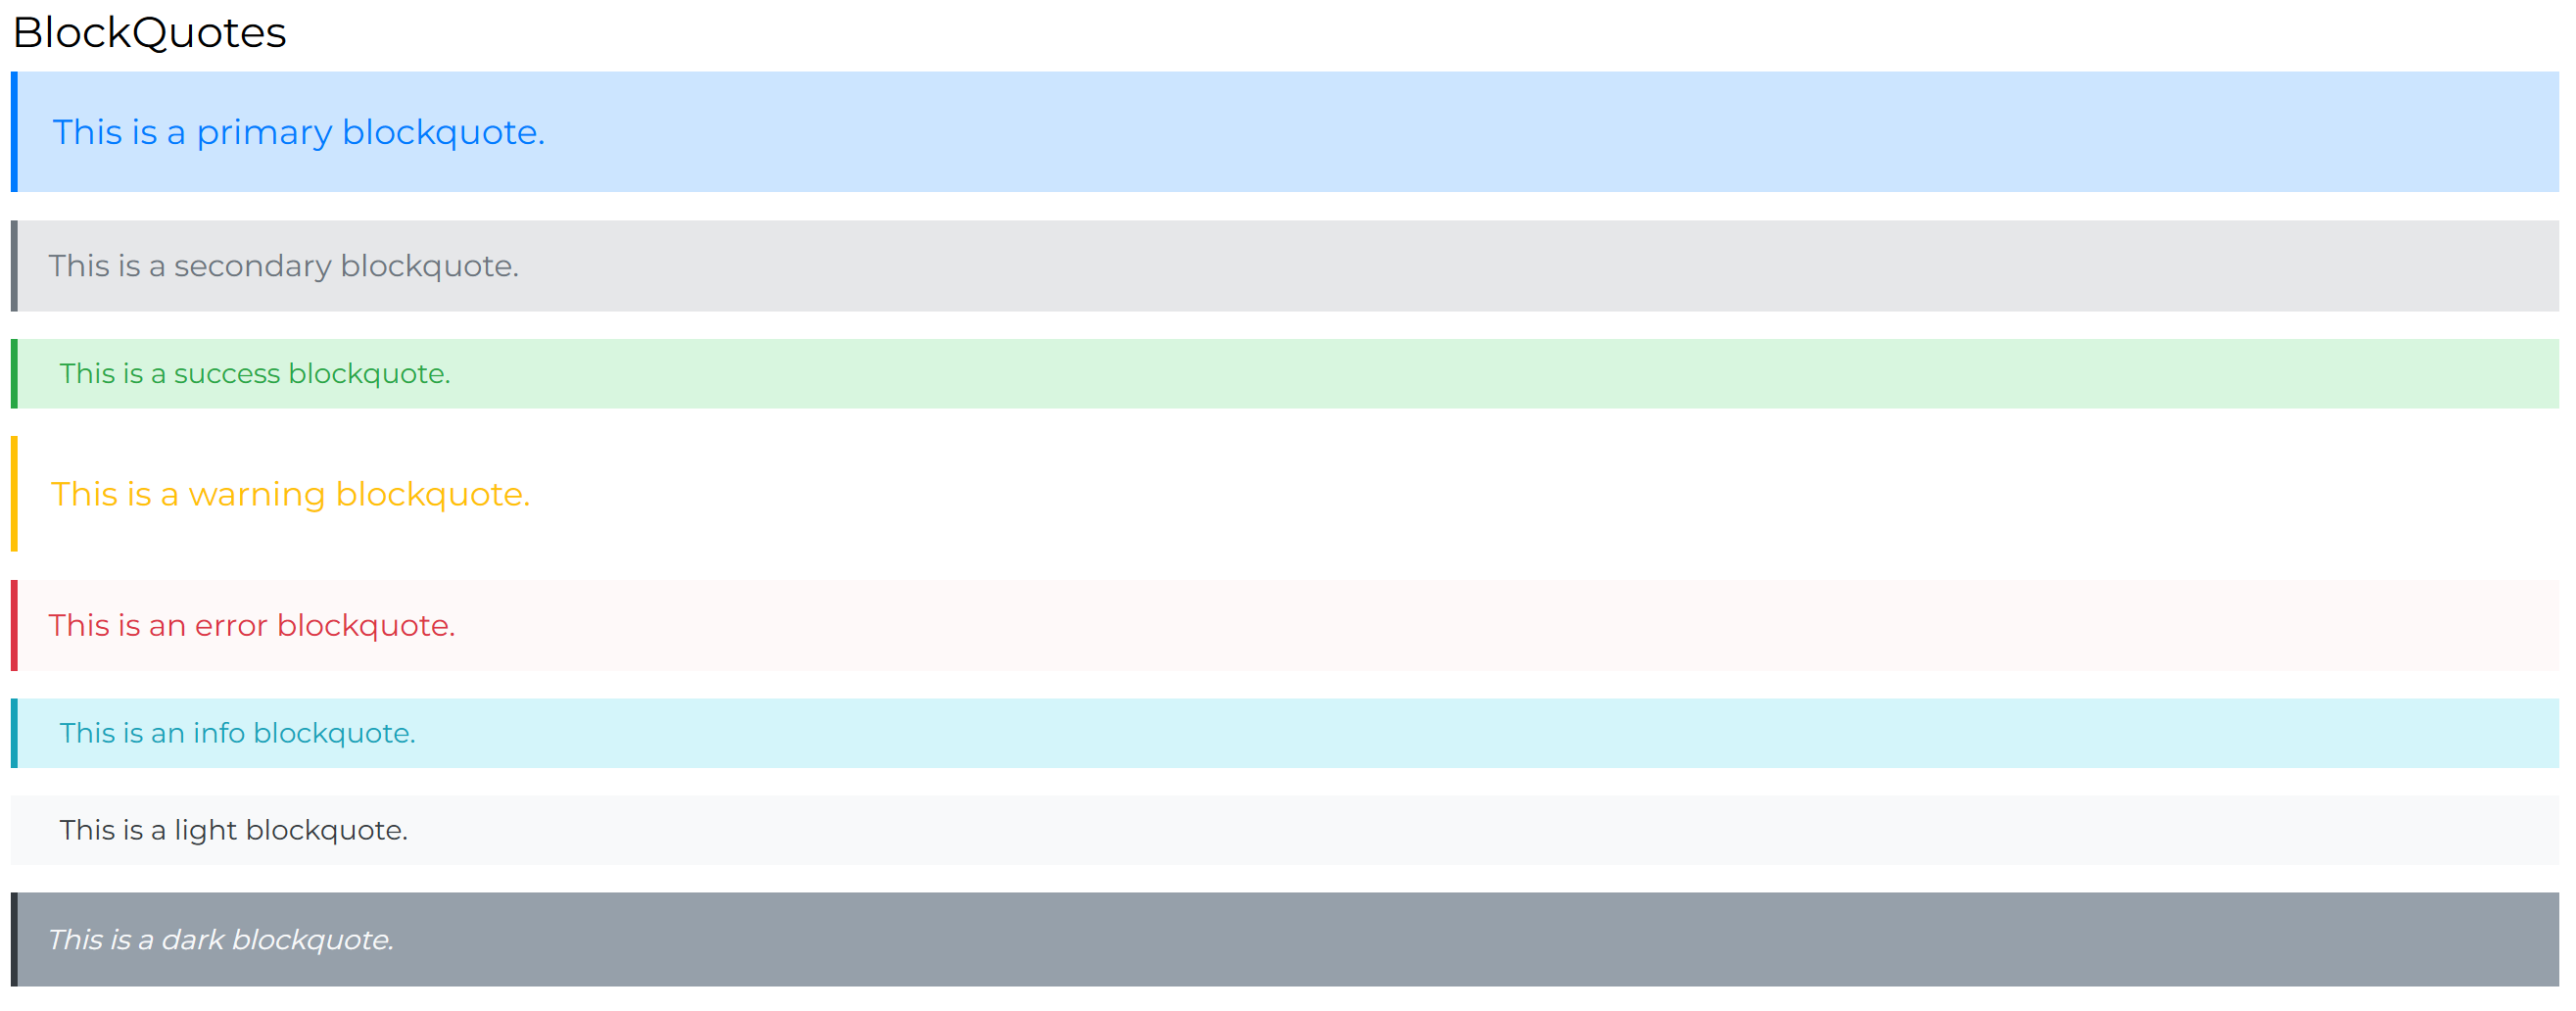 BlockQuotes
This is a primary blockquote.
This is a secondary blockquote.
This is a success blockquote.
This is a warning blockquote.
This is an error blockquote.
This is an info blockquote.
This is a light blockquote.
This is a dark blockquote.